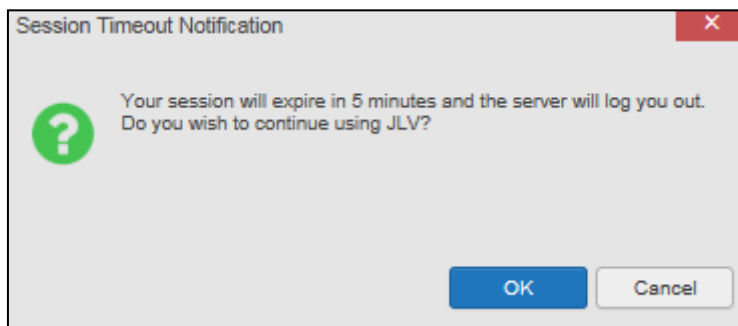 Session Timeout Notification
Your session will expire in 5 minutes and the server will log you out.
Do you wish to continue using JLV?
OK Cancel